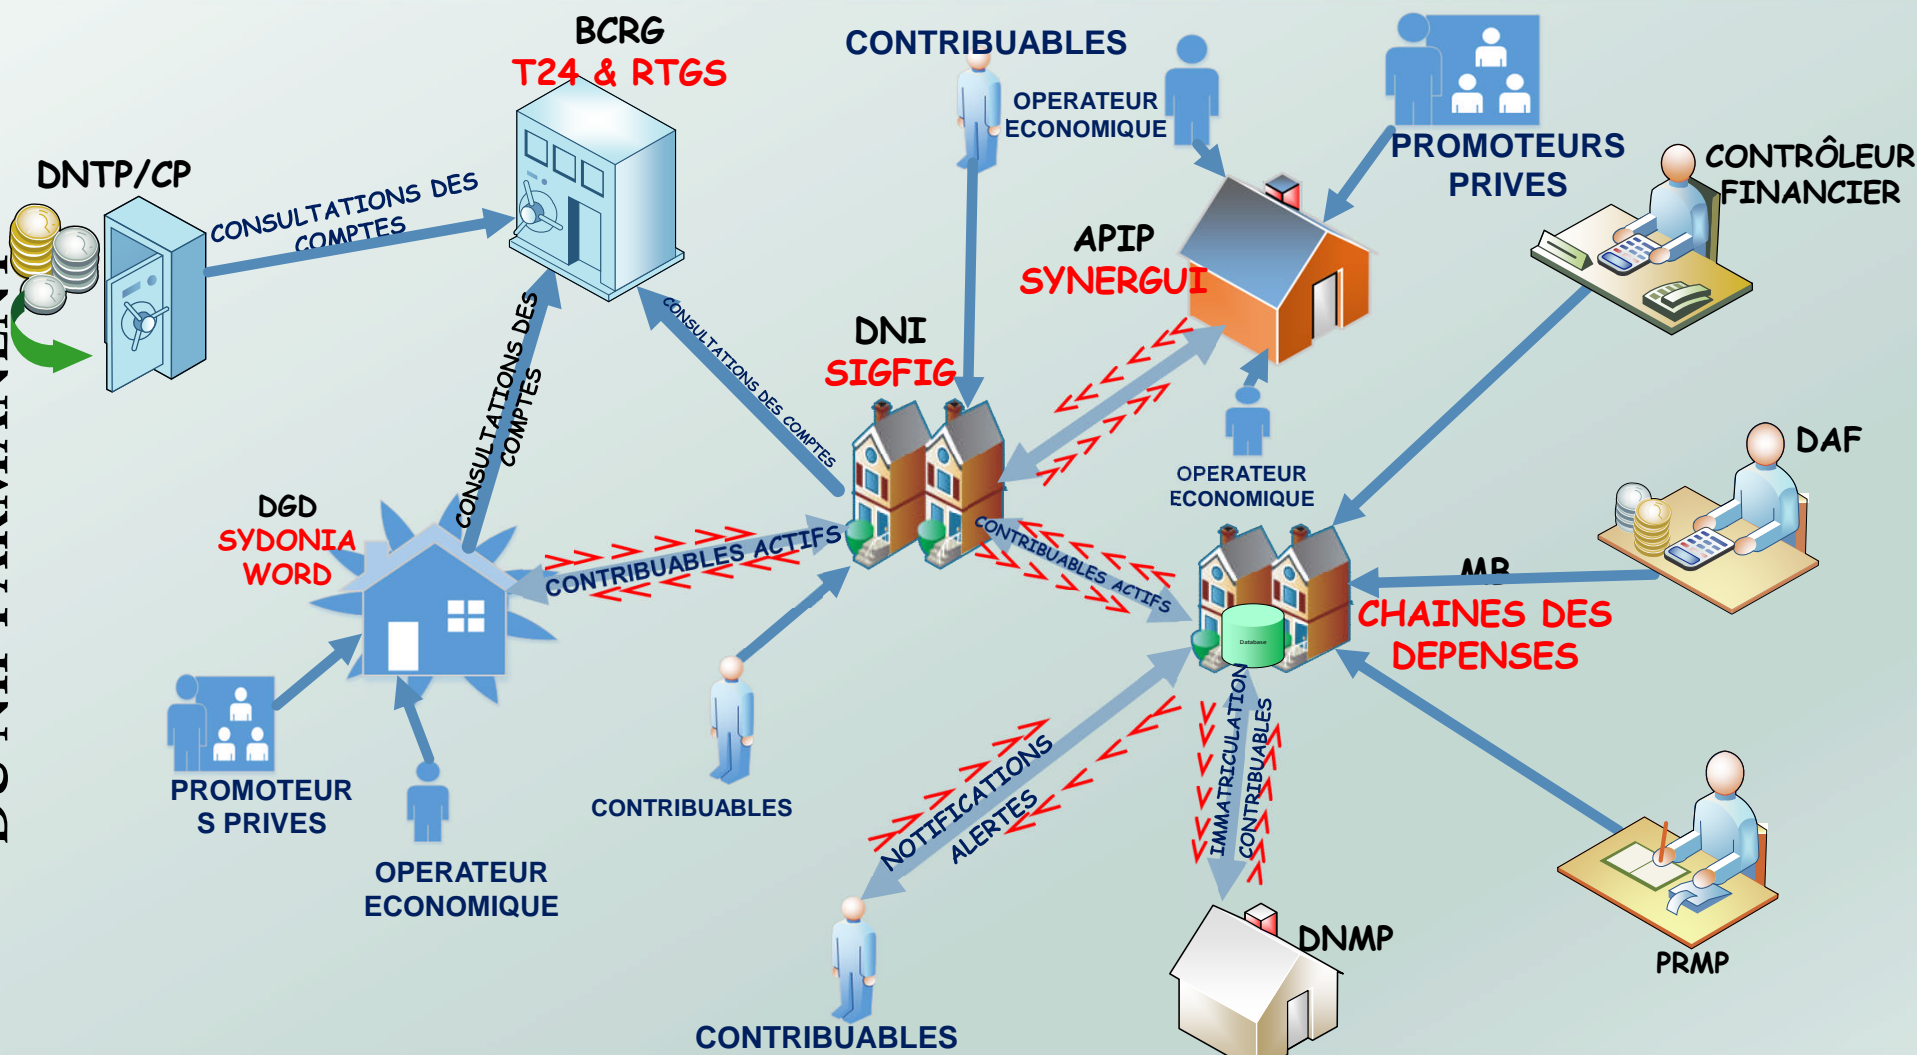 BCRG
T24 & RTGS
CONTRIBUABLES
OPERATEUR
ECONOMIQUE
PROMOTEURS
PRIVES
CONTRÔLEUR
FINANCIER
DNTP/CP
CONSULTATIONS DES
COMPTES
APIP
SYNERGUI
DNI
SIGFIG
CONSULTATIONS DES
COMPTES
CONSULTATIONS DES COMPTES
OPERATEUR
ECONOMIQUE
DAF
DGD
SYDONIA
WORD
CONTRIBUABLES ACTIFS
CONTRIBUABLES ACTIFS
MB
CHAINES DES
DEPENSES
Database
PROMOTEUR
S PRIVES
CONTRIBUABLES
OPERATEUR
ECONOMIQUE
NOTIFICATIONS
ALERTES
IMMATRICULATION
CONTRIBUABLES
DNMP
PRMP
CONTRIBUABLES